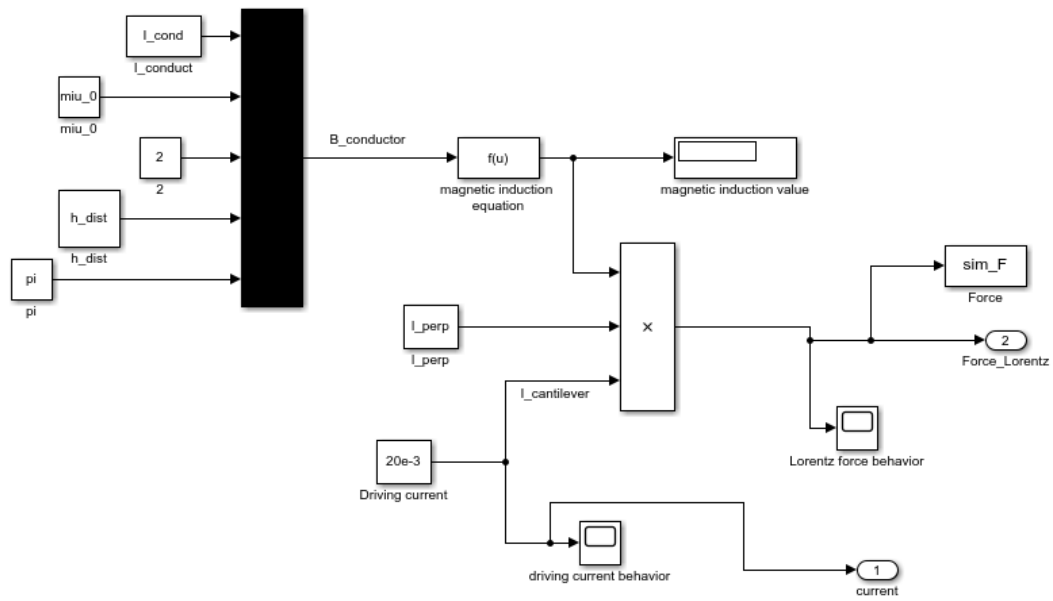 I_cond
I_conduct
miu_0
miu_0
2
2
h_dist
h_dist
pi
pi
B_conductor
f(u)
magnetic induction
equation
magnetic induction value
l_perp
l_perp
×
I_cantilever
20e-3
Driving current
driving current behavior
sim_F
Force
2
Force_Lorentz
Lorentz force behavior
1
current